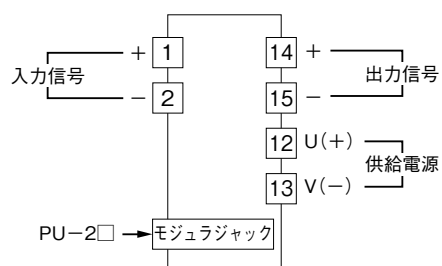 + 1
入力信号
− 2
14 +
出力信号
15 −
12 U(+)
供給電源
13 V(−)
PU−2□ モジュラジャック